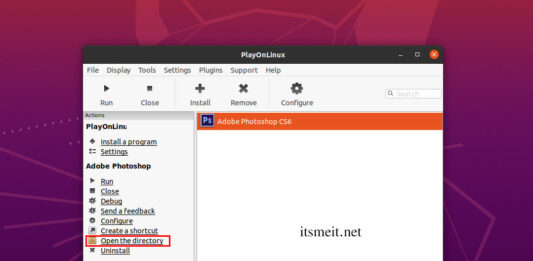 PlayOnLinux
File Display Tools Settings Plugins Support Help
Run Close Install Remove Configure Search
Actions
PlayOnLinu
Install a program
Settings
Adobe Photoshop
Run
Close
Debug
Send a feedback
Configure
Create a shortcut
Open the directory
Uninstall
Ps Adobe Photoshop CS6
itsmeit.net